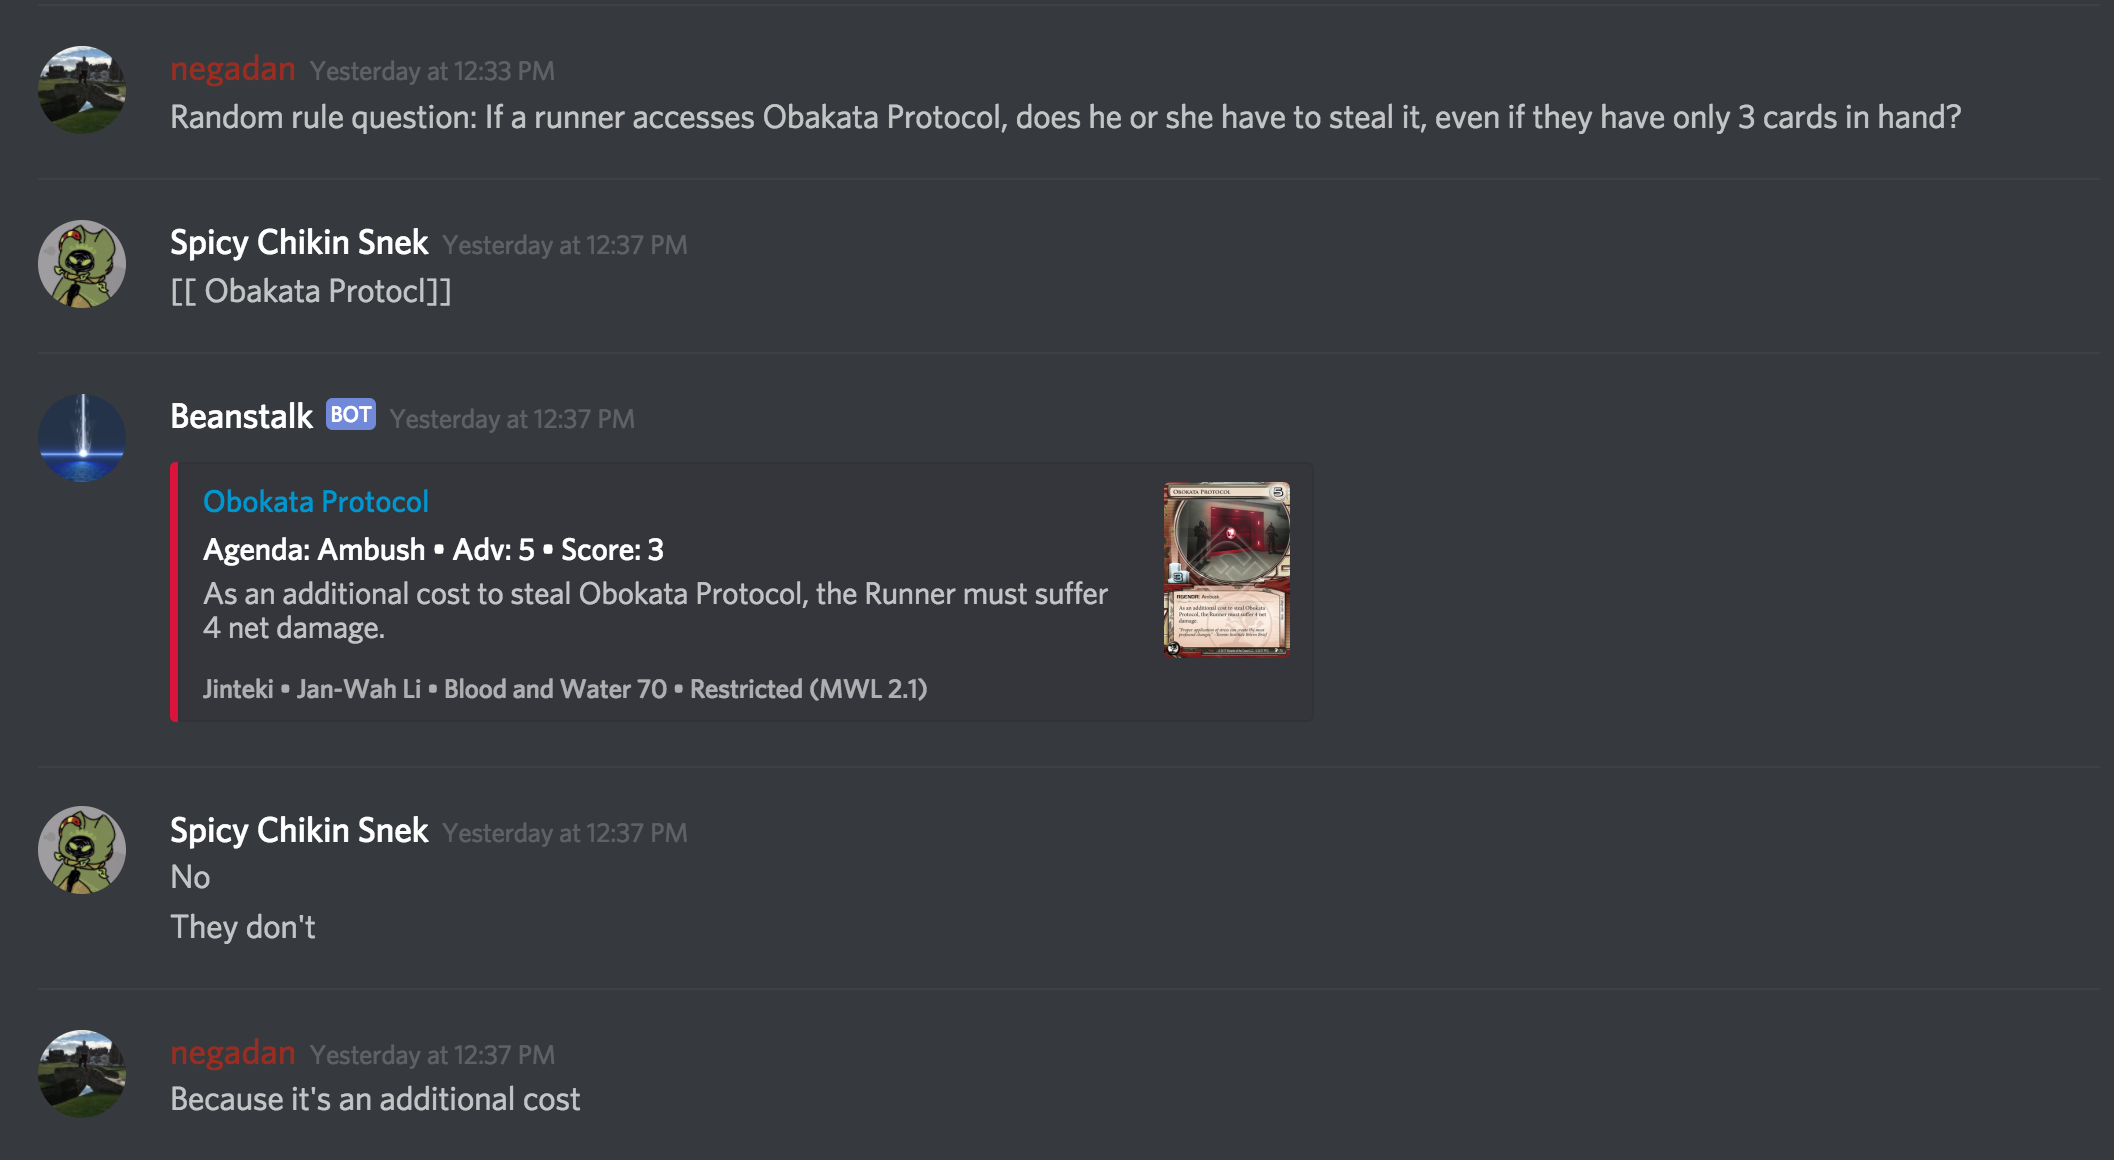 negadan Yesterday at 12:33 PM
Random rule question: If a runner accesses Obakata Protocol, does he or she have to steal it, even if they have only 3 cards in hand?
Spicy Chikin Snek Yesterday at 12:37 PM
[[ Obakata Protocl]]
Beanstalk BOT Yesterday at 12:37 PM
Obokata Protocol
Agenda: Ambush • Adv: 5 • Score: 3
As an additional cost to steal Obokata Protocol, the Runner must suffer
4 net damage.
Jinteki • Jan-Wah Li • Blood and Water 70 • Restricted (MWL 2.1)
OBOKATA PROTOCOL 5
3
AGENDA: Ambush
As an additional cost to steal Obokata
Protocol, the Runner must suffer 4 net
damage.
Spicy Chikin Snek Yesterday at 12:37 PM
No
They don't
negadan Yesterday at 12:37 PM
Because it's an additional cost